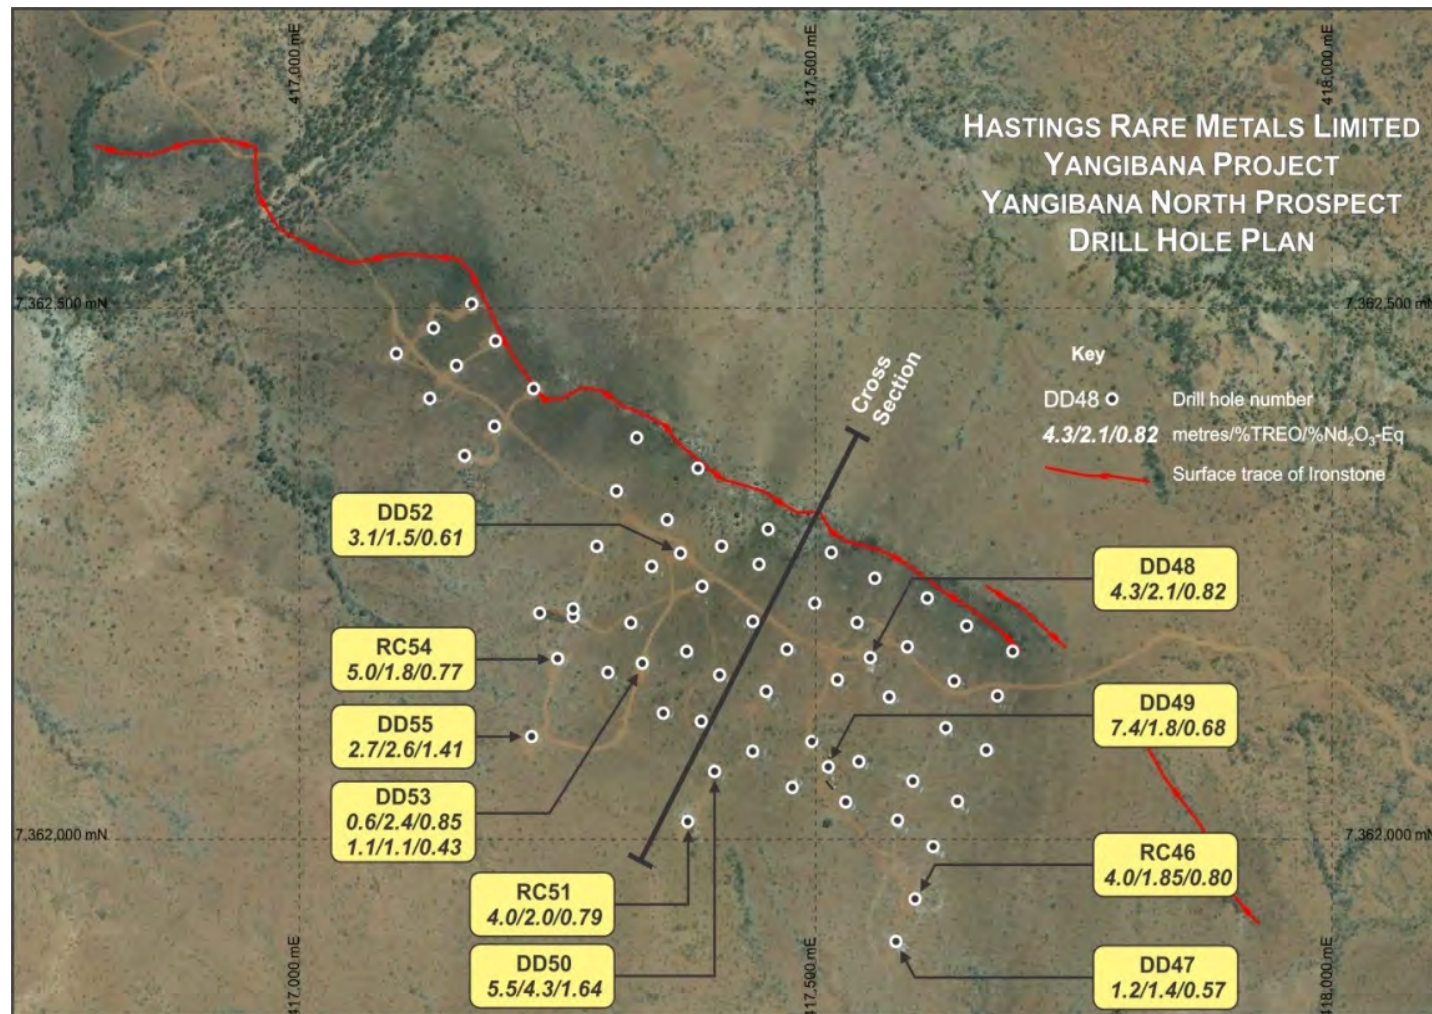 417,000 mE
417,500 mE
418,000 mE
HASTINGS RARE METALS LIMITED
YANGIBANA PROJECT
YANGIBANA NORTH PROSPECT
DRILL HOLE PLAN
7,362,500 mN
7,362,500 mN
Key
DD48 Drill hole number
4.3/2.1/0.82 metres/%TREO/%Nd₂O₃-Eq
Surface trace of Ironstone
Cross
Section
DD52
3.1/1.5/0.61
DD48
4.3/2.1/0.82
RC54
5.0/1.8/0.77
DD55
2.7/2.6/1.41
DD49
7.4/1.8/0.68
DD53
0.6/2.4/0.85
1.1/1.1/0.43
7,362,000 mN
7,362,000 mN
RC46
4.0/1.85/0.80
RC51
4.0/2.0/0.79
DD50
5.5/4.3/1.64
DD47
1.2/1.4/0.57
417,000 mE
417,500 mE
418,000 mE